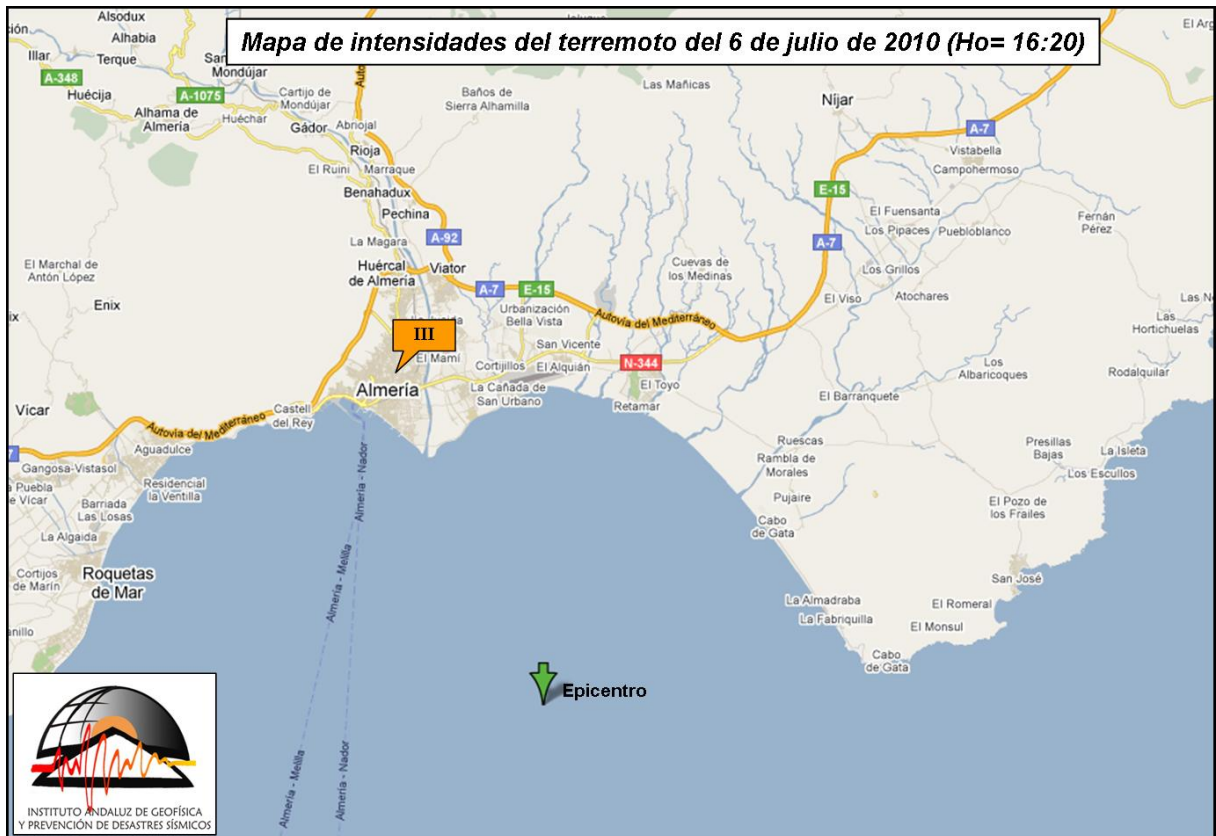 Mapa de intensidades del terremoto del 6 de julio de 2010 (Ho= 16:20)
Alsodux
Alhabia
Illar
Terque
A-348
Huécija
A-1075
Alhama de
Almería
Huéchar
Cartijo de
Mondújar
Gádor
Abriojal
Rioja
El Ruini
Marraque
Benahadux
Pechina
La Magara
A-92
Huércal
de Almería
Viator
Baños de
Sierra Alhamilla
Las Mañicas
Níjar
A-7
Vistabella
Campohermoso
E-15
El Fuensanta
Los Pipaces
Puebloblanco
Fernán
Pérez
A-7
Los Grillos
Atochares
El Viso
Cuevas de
los Medinas
El Marchal de
Antón López
Enix
A-7
E-15
Urbanización
Bella Vista
Autovía del Mediterráneo
III
El Mamí
San Vicente
Cortijillos
El Alquián
N-344
El Toyo
Retamar
La Cañada de
San Urbano
Almería
Las
Hortichuelas
Los
Albaricoques
Rodalquilar
El Barranquete
Vícar
Castell
del Rey
Autovía del Mediterráneo
Aguadulce
Gangosa-Vistasol
Residencial
la Ventilla
Barriada
Las Losas
La Algaida
Cortijos
de Marín
Roquetas
de Mar
Almería - Nador
Almería - Melilla
Ruescas
Rambla de
Morales
Pujaire
Cabo
de Gata
Presillas
Bajas
La Isleta
Los Escullos
El Pozo de
los Frailes
San José
La Almadraba
La Fabriquilla
El Romeral
El Monsul
Cabo
de Gata
Epicentro
Almería - Melilla
Almería - Nador
INSTITUTO ANDALUZ DE GEOFÍSICA
Y PREVENCIÓN DE DESASTRES SÍSMICOS